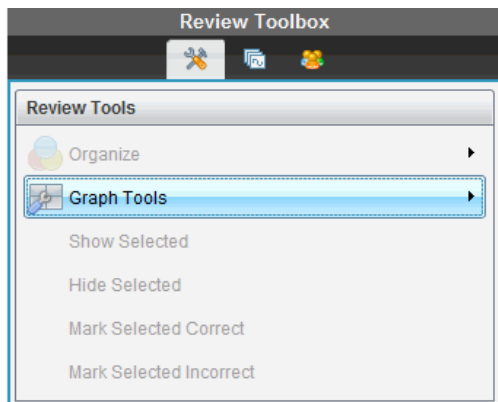 Review Toolbox
Review Tools
Organize
Graph Tools
Show Selected
Hide Selected
Mark Selected Correct
Mark Selected Incorrect